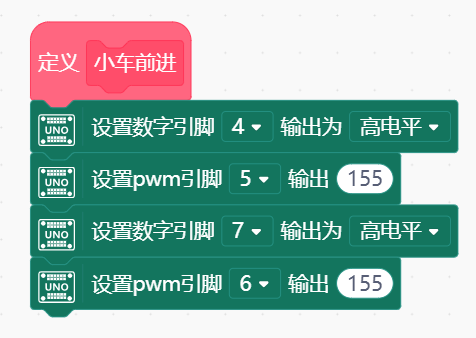 定义 小车前进
UNO 设置数字引脚 4 输出为 高电平
UNO 设置pwm引脚 5 输出 155
UNO 设置数字引脚 7 输出为 高电平
UNO 设置pwm引脚 6 输出 155